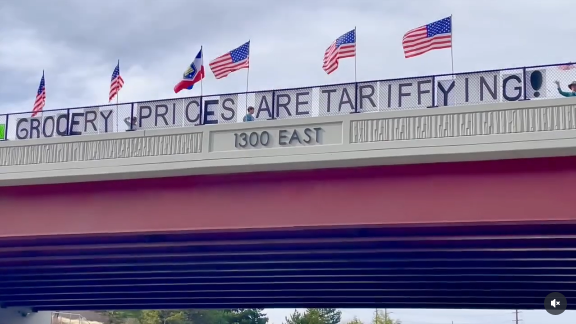 GROCERY PRICES ARE TARIFFYING!
1300 EAST